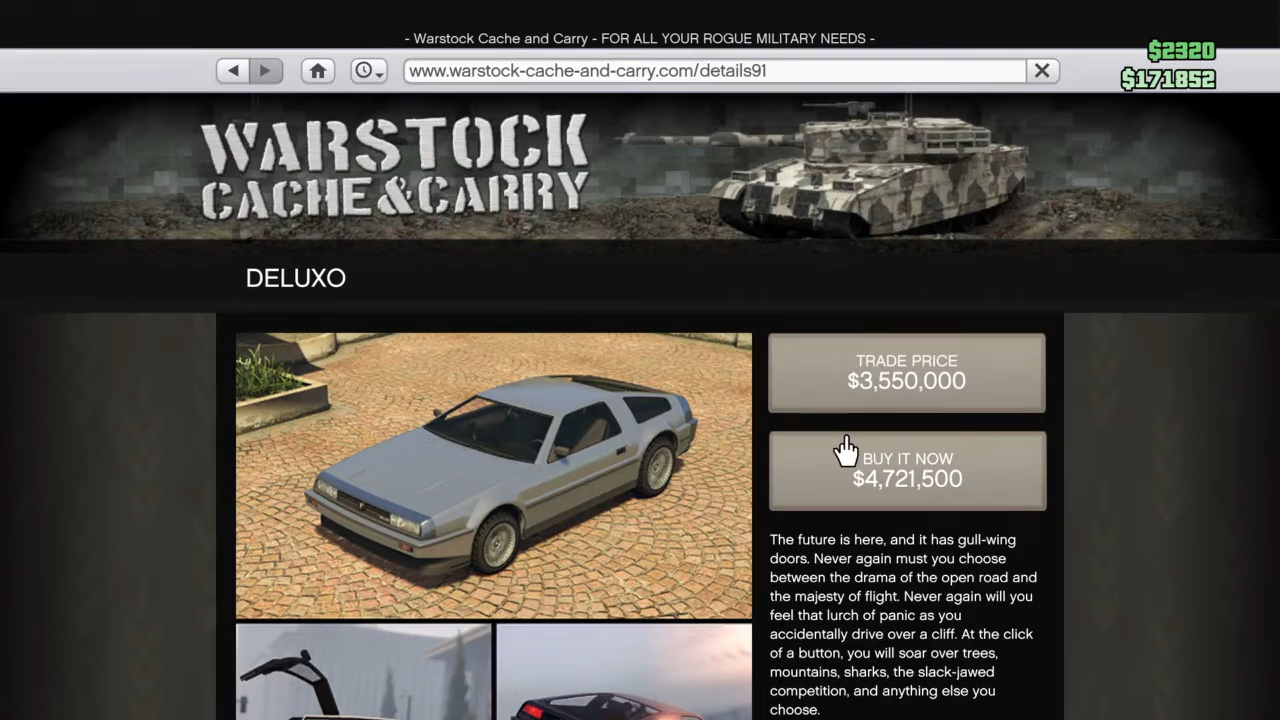 - Warstock Cache and Carry - FOR ALL YOUR ROGUE MILITARY NEEDS -
$2320
www.warstock-cache-and-carry.com/details91
$171852
WARSTOCK
CACHE&CARRY
DELUXO
TRADE PRICE
$3,550,000
BUY IT NOW
$4,721,500
The future is here, and it has gull-wing
doors. Never again must you choose
between the drama of the open road and
the majesty of flight. Never again will you
feel that lurch of panic as you
accidentally drive over a cliff. At the click
of a button, you will soar over trees,
mountains, sharks, the slack-jawed
competition, and anything else you
choose.